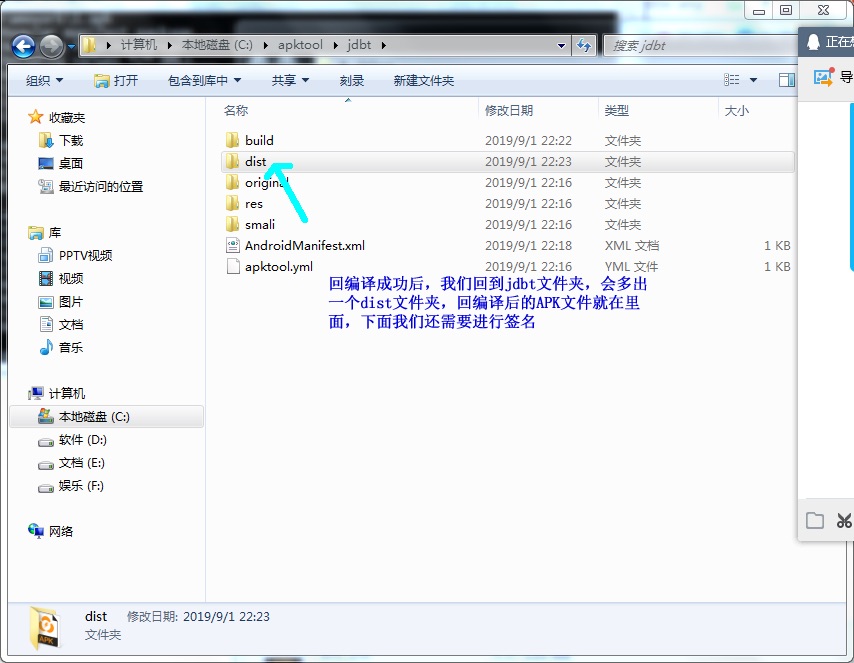 计算机 本地磁盘 (C:) apktool jdbt
搜索 jdbt
正在
组织 打开 包含到库中 共享 刻录 新建文件夹
导
名称 修改日期 类型 大小
收藏夹
下载
桌面
最近访问的位置
库
PPTV视频
视频
图片
文档
音乐
计算机
本地磁盘 (C:)
软件 (D:)
文档 (E:)
娱乐 (F:)
网络
build 2019/9/1 22:22 文件夹
dist 2019/9/1 22:23 文件夹
original 2019/9/1 22:16 文件夹
res 2019/9/1 22:16 文件夹
smali 2019/9/1 22:16 文件夹
AndroidManifest.xml 2019/9/1 22:18 XML 文档 1 KB
apktool.yml 2019/9/1 22:16 YML 文件 1 KB
回编译成功后，我们回到jdbt文件夹，会多出
一个dist文件夹，回编译后的APK文件就在里
面，下面我们还需要进行签名
dist 修改日期: 2019/9/1 22:23
文件夹
APK